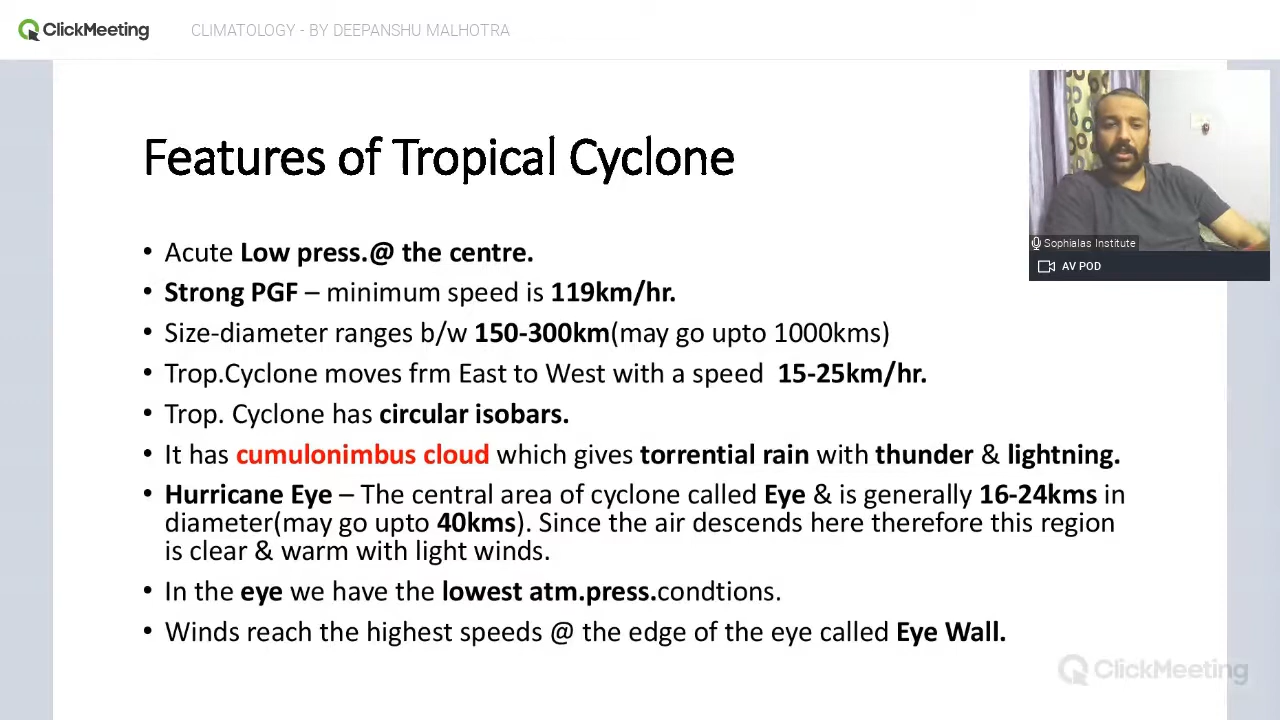 ClickMeeting
CLIMATOLOGY - BY DEEPANSHU MALHOTRA
Features of Tropical Cyclone
• Acute Low press.@ the centre.
• Strong PGF – minimum speed is 119km/hr.
• Size-diameter ranges b/w 150-300km(may go upto 1000kms)
• Trop.Cyclone moves frm East to West with a speed 15-25km/hr.
• Trop. Cyclone has circular isobars.
• It has cumulonimbus cloud which gives torrential rain with thunder & lightning.
• Hurricane Eye – The central area of cyclone called Eye & is generally 16-24kms in
diameter(may go upto 40kms). Since the air descends here therefore this region
is clear & warm with light winds.
• In the eye we have the lowest atm.press.condtions.
• Winds reach the highest speeds @ the edge of the eye called Eye Wall.
Sophialas Institute
AV POD
ClickMeeting